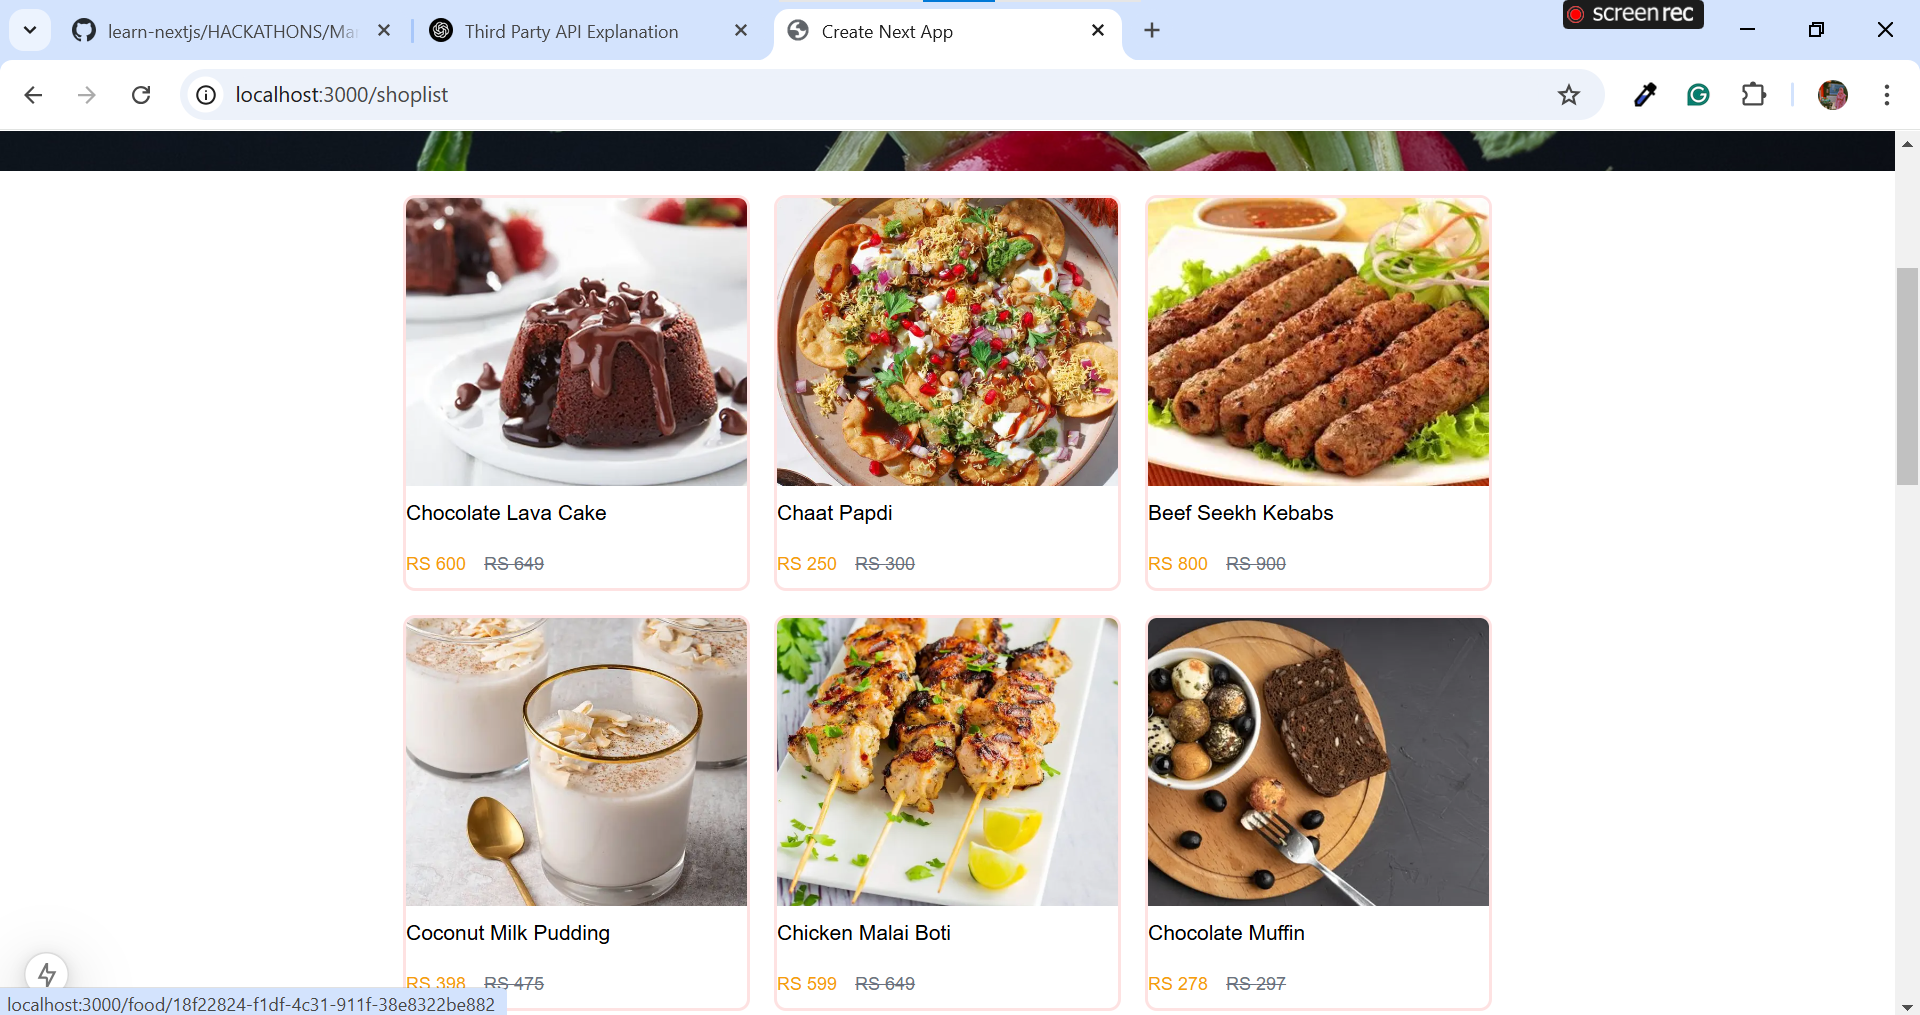 learn-nextjs/HACKATHONS/Ma
Third Party API Explanation
Create Next App
screenrec
localhost:3000/shoplist
Chocolate Lava Cake
Chaat Papdi
Beef Seekh Kebabs
RS 600 RS 649
RS 250 RS 300
RS 800 RS 900
Coconut Milk Pudding
Chicken Malai Boti
Chocolate Muffin
RS 398 RS 475
RS 599 RS 649
RS 278 RS 297
localhost:3000/food/18f22824-f1df-4c31-911f-38e8322be882